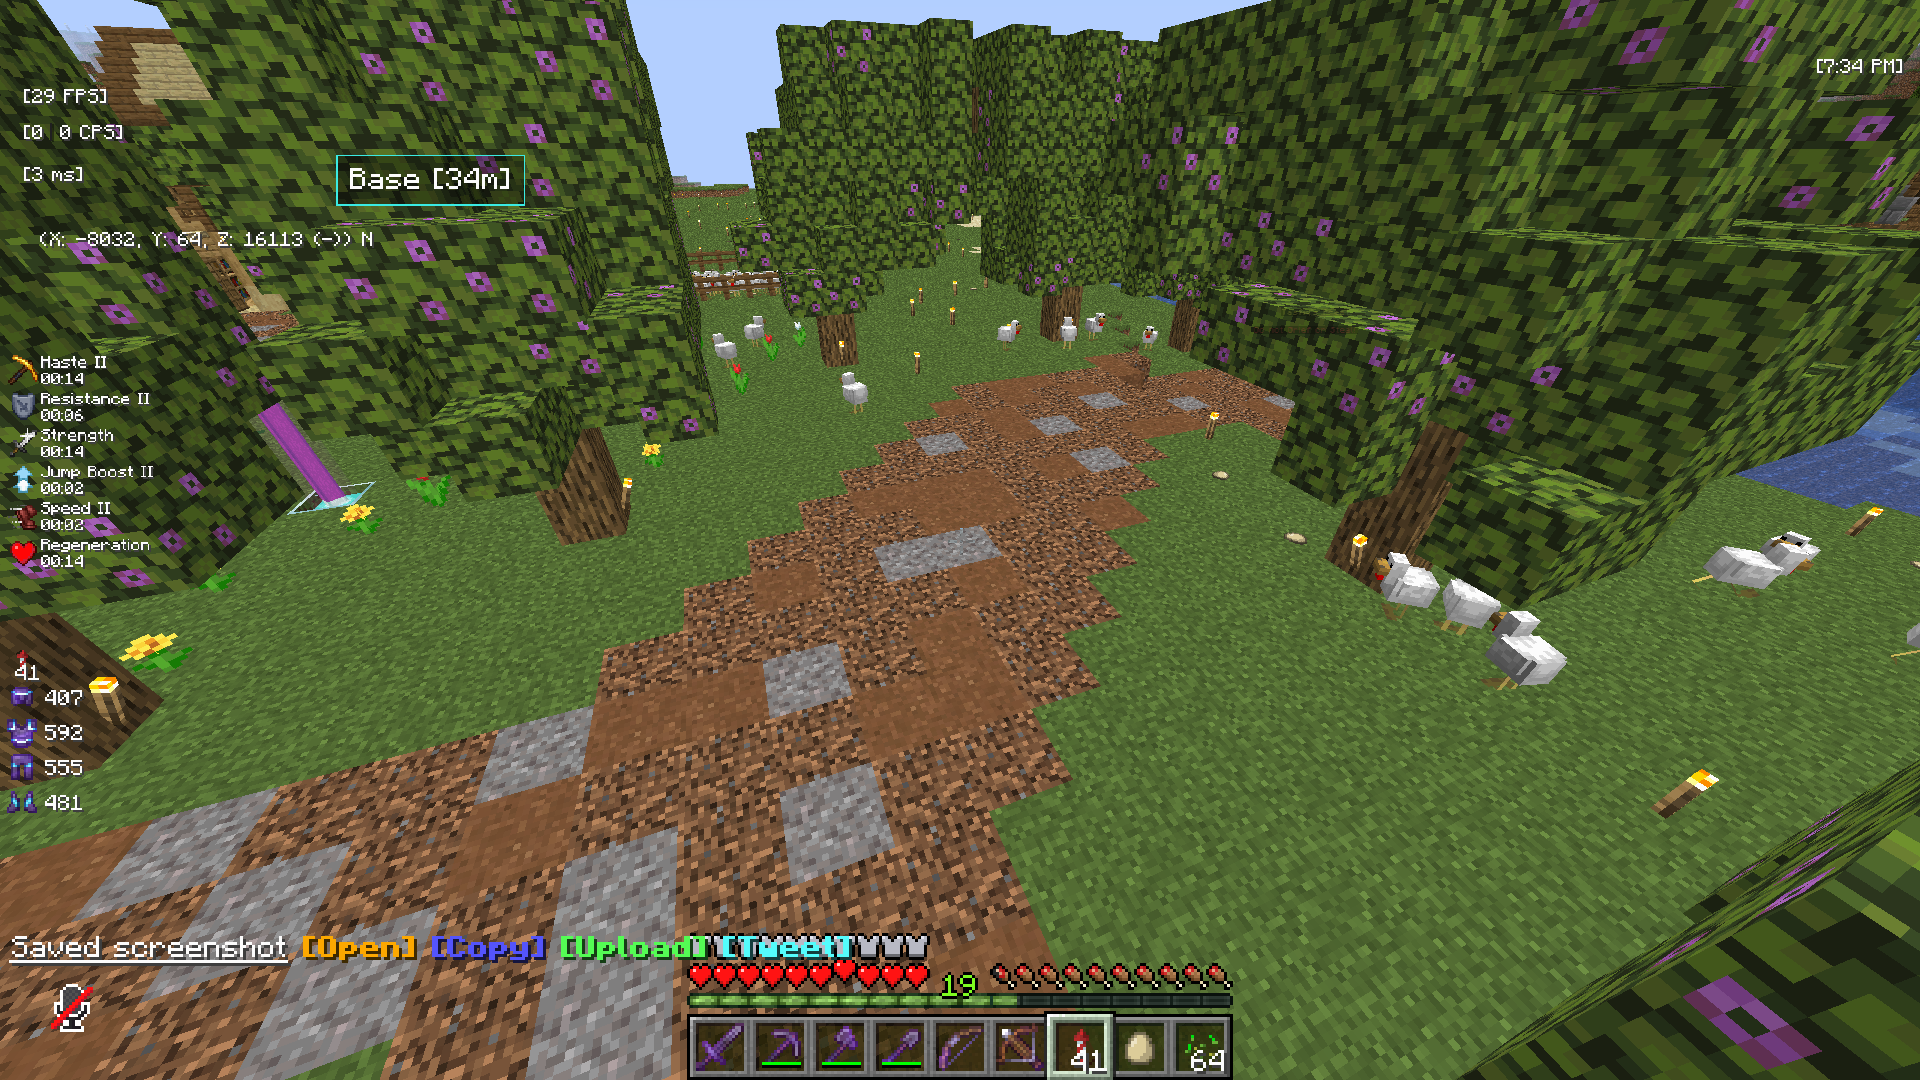 [29 FPS]
[7:34 PM]
[0 0 CPS]
[3 ms]
Base [34m]
(X: -8032, Y: 64, Z: 16113 (-)) N
Haste II
00:14
Resistance II
00:06
Strength
00:14
Jump Boost II
00:02
Speed II
00:02
Regeneration
00:14
41
407
592
555
481
Saved screenshot [Open] [Copy] [Upload] [Tweet]
19
41
64